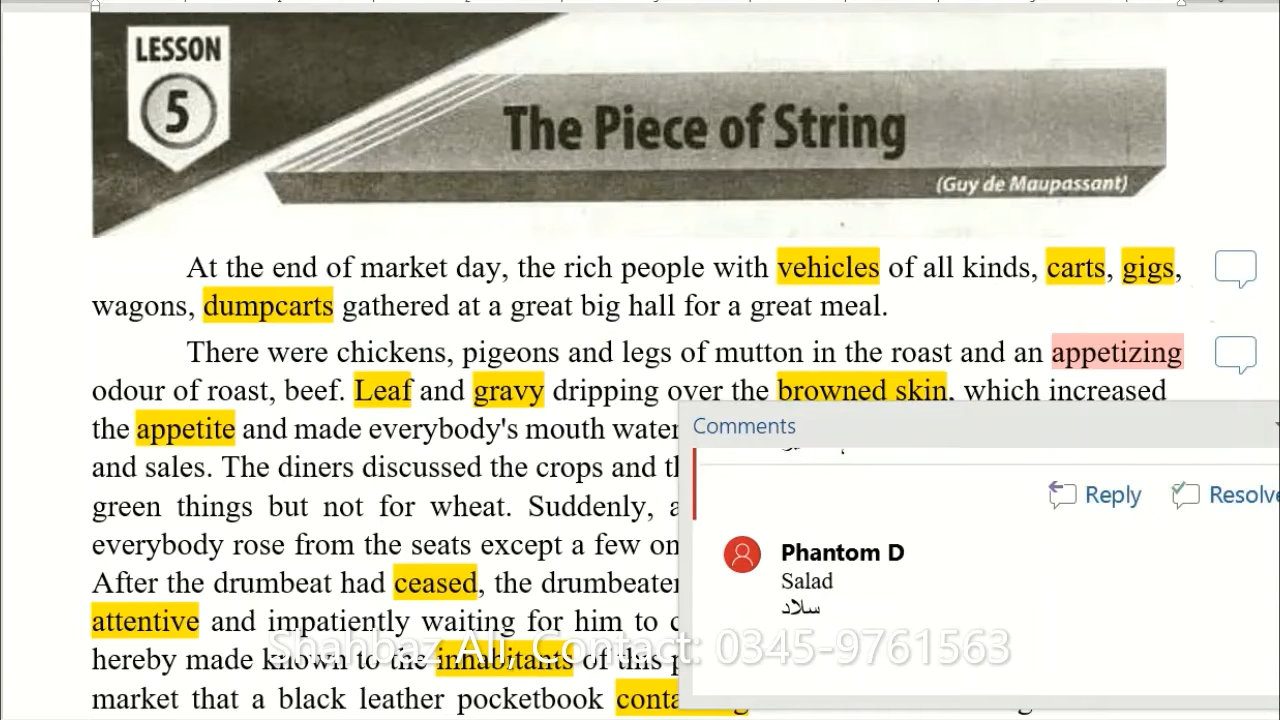 LESSON
5
The Piece of String
(Guy de Maupassant)
At the end of market day, the rich people with vehicles of all kinds, carts, gigs,
wagons, dumpcarts gathered at a great big hall for a great meal.
There were chickens, pigeons and legs of mutton in the roast and an appetizing
odour of roast, beef. Leaf and gravy dripping over the browned skin, which increased
the appetite and made everybody's mouth water
and sales. The diners discussed the crops and
green things but not for wheat. Suddenly, a
everybody rose from the seats except a few
After the drumbeat had ceased, the drumbeater
attentive and impatiently waiting for him to
hereby made known to the inhabitants of this
market that a black leather pocketbook
Comments
Reply
Resolve
Phantom D
Salad
سلاد
Shahbaz Ali, Contact: 0345-9761563